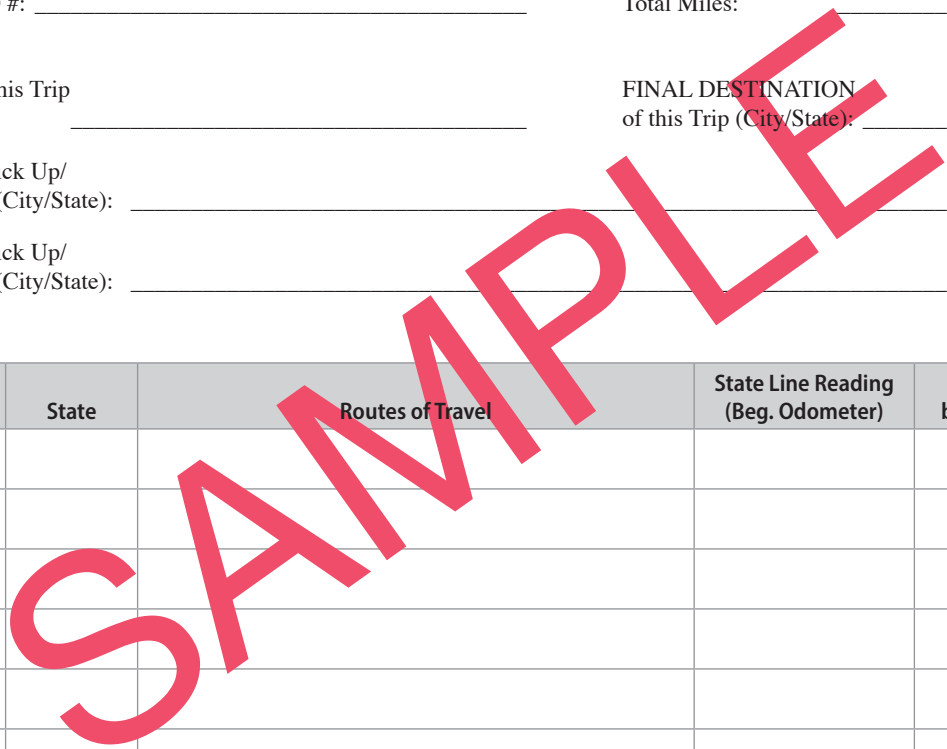 #: Total Miles:
his Trip FINAL DESTINATION
of this Trip (City/State):
ck Up/
(City/State):
ck Up/
(City/State):
State Line Reading
State Routes of Travel (Beg. Odometer)
SAMPLE